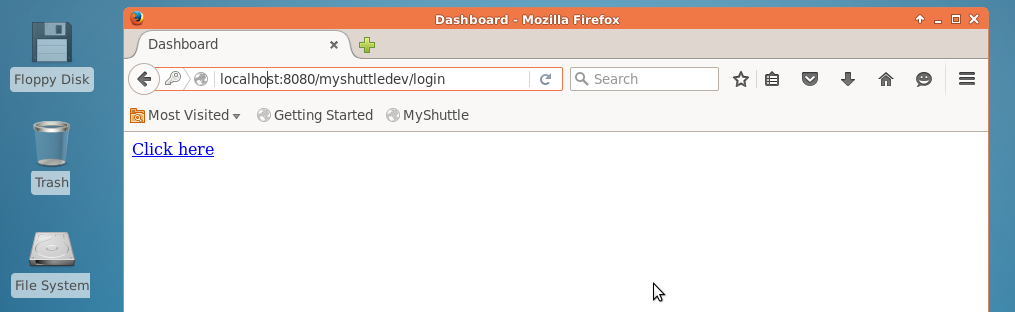 Dashboard - Mozilla Firefox
Dashboard
localhost:8080/myshuttledev/login
Search
Most Visited
Getting Started
MyShuttle
Click here
Floppy Disk
Trash
File System